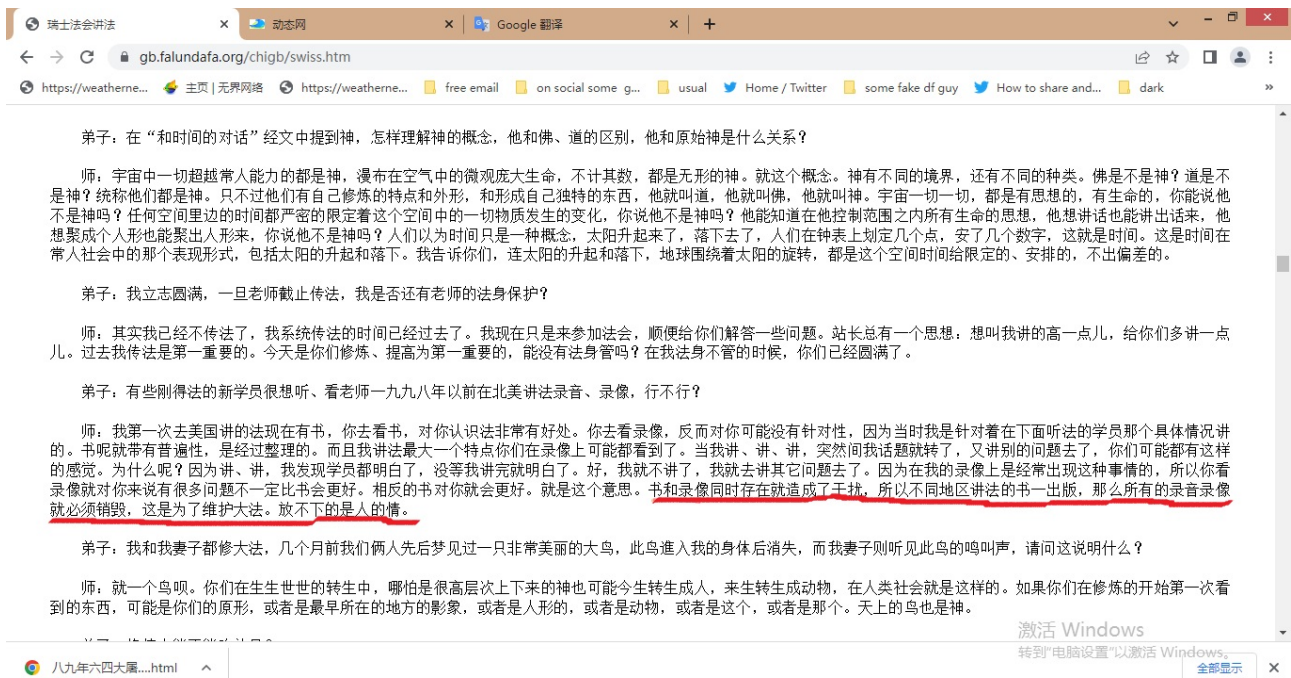 瑞士法会讲法
动态网
Google 翻译
gb.falundafa.org/chigb/swiss.htm
https://weatherne...
主页 | 无界网络
https://weatherne...
free email
on social some g...
usual
Home / Twitter
some fake df guy
How to share and...
dark
»
弟子：在“和时间的对话”经文中提到神，怎样理解神的概念，他和佛、道的区别，他和原始神是什么关系？
师：宇宙中一切超越常人能力的都是神，漫布在空气中的微观庞大生命，不计其数，都是无形的神。就这个概念。神有不同的境界，还有不同的种类。佛是不是神？道是不
是神？统称他们都是神。只不过他们有自己修炼的特点和外形，和形成自己独特的东西，他就叫道，他就叫佛，他就叫神。宇宙一切一切，都是有思想的，有生命的，你能说他
不是神吗？任何空间里边的时间都严密的限定着这个空间中的一切物质发生的变化，你说他不是神吗？他能知道在他控制范围之内所有生命的思想，他想讲话也能讲出话来，他
想聚成个人形也能聚出人形来，你说他不是神吗？人们以为时间只是一种概念，太阳升起来了，落下去了，人们在钟表上划定几个点，安了几个数字，这就是时间。这是时间在
常人社会中的那个表现形式，包括太阳的升起和落下。我告诉你们，连太阳的升起和落下，地球围绕着太阳的旋转，都是这个空间时间给限定的、安排的，不出偏差的。
弟子：我立志圆满，一旦老师截止传法，我是否还有老师的法身保护？
师：其实我已经不传法了，我系统传法的时间已经过去了。我现在只是来参加法会，顺便给你们解答一些问题。站长总有一个思想：想叫我讲的高一点儿，给你们多讲一点
儿。过去我传法是第一重要的。今天是你们修炼、提高为第一重要的，能没有法身管吗？在我法身不管的时候，你们已经圆满了。
弟子：有些刚得法的新学员很想听、看老师一九九八年以前在北美讲法录音、录像，行不行？
师：我第一次去美国讲的法现在有书，你去看书，对你认识法非常有好处。你去看录像，反而对你可能没有针对性，因为当时我是针对着在下面听法的学员那个具体情况讲
的。书呢就带有普遍性，是经过整理的。而且我讲法最大一个特点你们在录像上可能都看到了。当我讲、讲、讲，突然间我话题就转了，又讲别的问题去了，你们可能都有这样
的感觉。为什么呢？因为讲、讲，我发现学员都明白了，没等我讲完就明白了。好，我就不讲了，我就去讲其它问题去了。因为在我的录像上是经常出现这种事情的，所以你看
录像就对你来说有很多问题不一定比书会更好。相反的书对你就会更好。就是这个意思。书和录像同时存在就造成了干扰，所以不同地区讲法的书一出版，那么所有的录音录像
就必须销毁，这是为了维护大法。放不下的是人的情。
弟子：我和我妻子都修大法，几个月前我们俩人先后梦见过一只非常美丽的大鸟，此鸟進入我的身体后消失，而我妻子则听见此鸟的鸣叫声，请问这说明什么？
师：就一个鸟呗。你们在生生世世的转生中，哪怕是很高层次上下来的神也可能今生转生成人，来生转生成动物，在人类社会就是这样的。如果你们在修炼的开始第一次看
到的东西，可能是你们的原形，或者是最早所在的地方的影象，或者是人形的，或者是动物，或者是这个，或者是那个。天上的鸟也是神。
激活 Windows
转到“电脑设置”以激活 Windows。
八九年六四大屠....html
全部显示